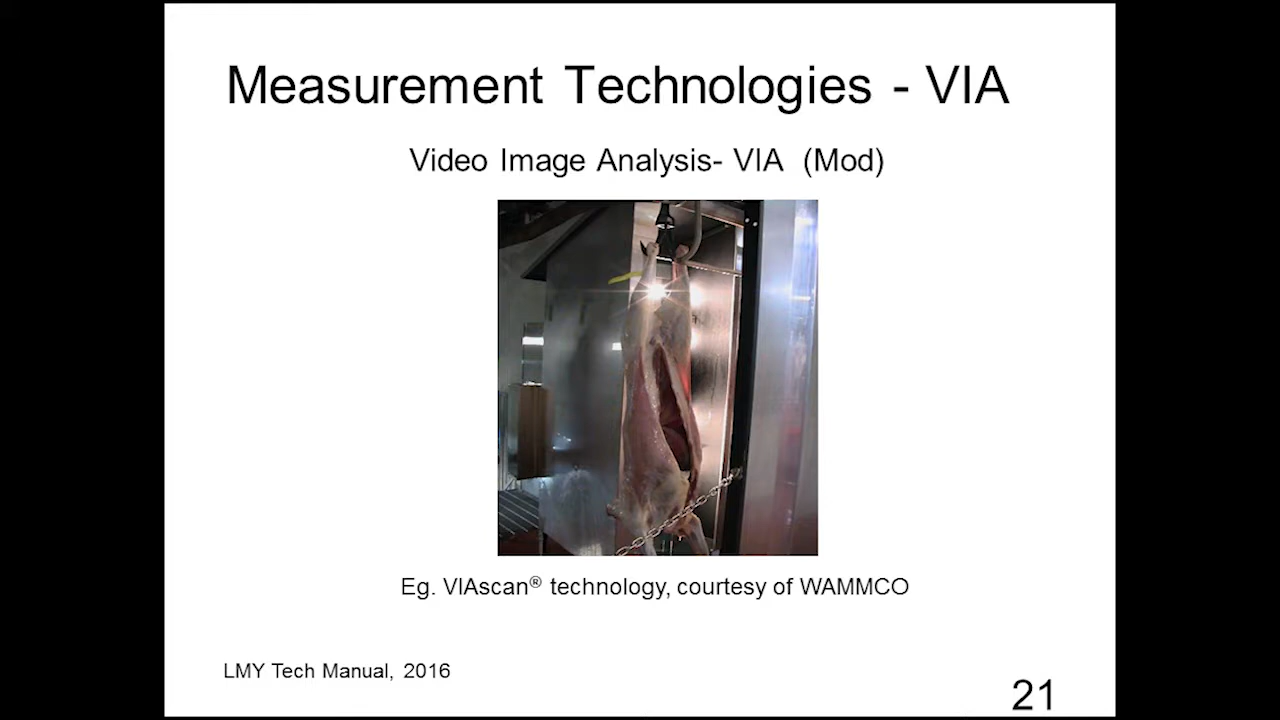 Measurement Technologies - VIA
Video Image Analysis- VIA (Mod)
Eg. VIAscan® technology, courtesy of WAMMCO
LMY Tech Manual, 2016
21